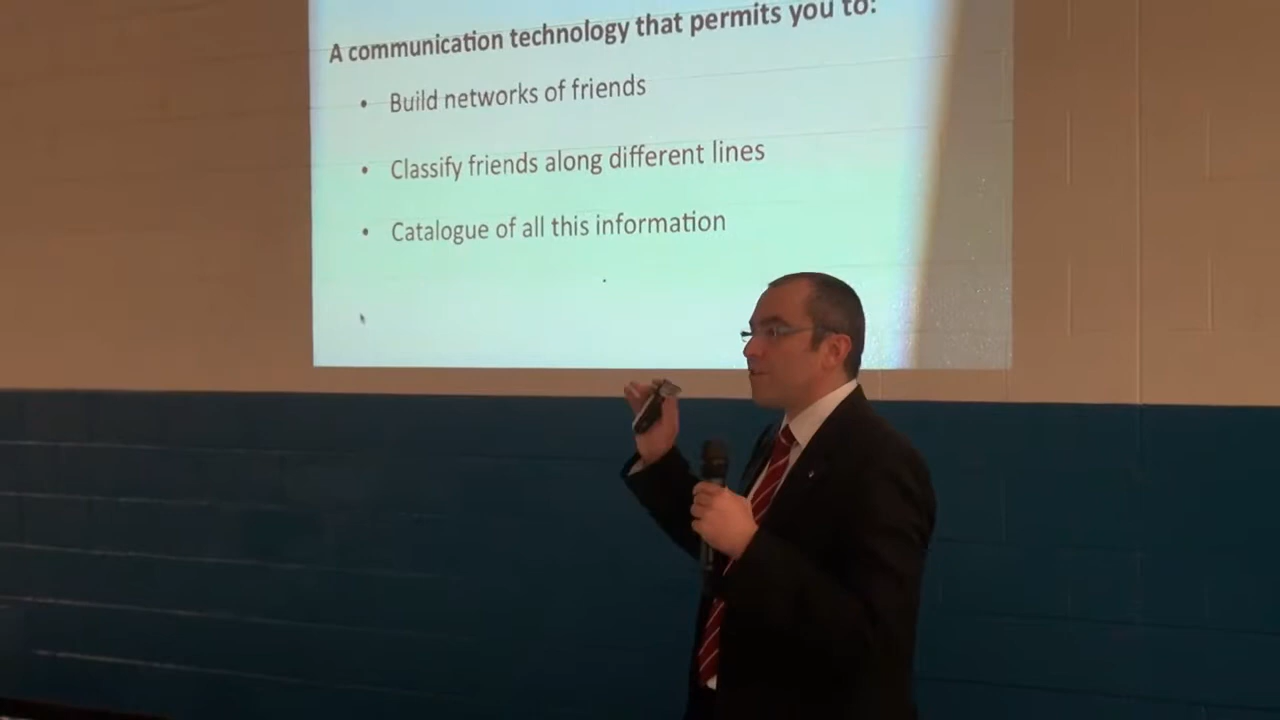 A communication technology that permits you to:
• Build networks of friends
• Classify friends along different lines
• Catalogue of all this information